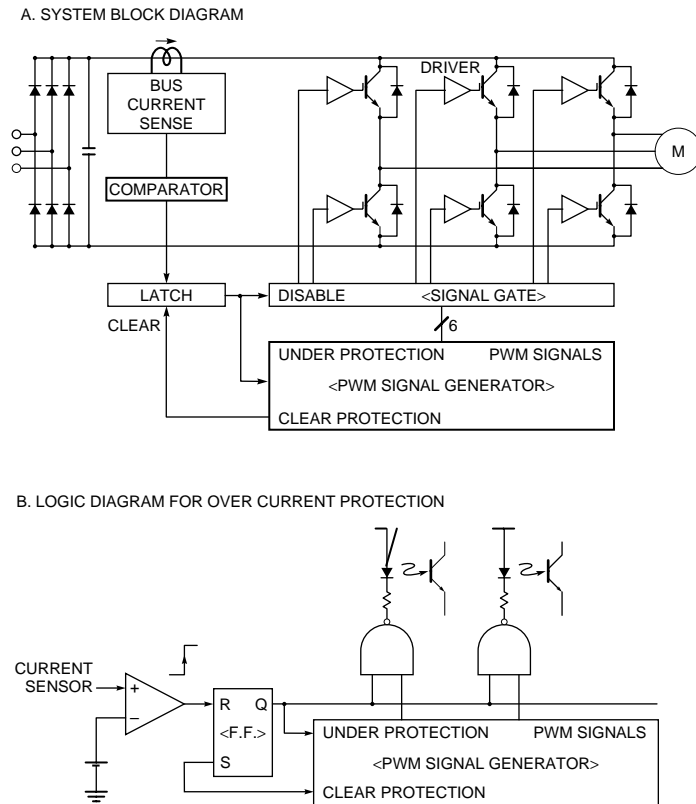 A. SYSTEM BLOCK DIAGRAM
BUS
CURRENT
SENSE
DRIVER
M
COMPARATOR
LATCH
DISABLE <SIGNAL GATE>
CLEAR
6
UNDER PROTECTION PWM SIGNALS
<PWM SIGNAL GENERATOR>
CLEAR PROTECTION
B. LOGIC DIAGRAM FOR OVER CURRENT PROTECTION
CURRENT
SENSOR
+
−
R Q
<F.F.>
S
UNDER PROTECTION PWM SIGNALS
<PWM SIGNAL GENERATOR>
CLEAR PROTECTION